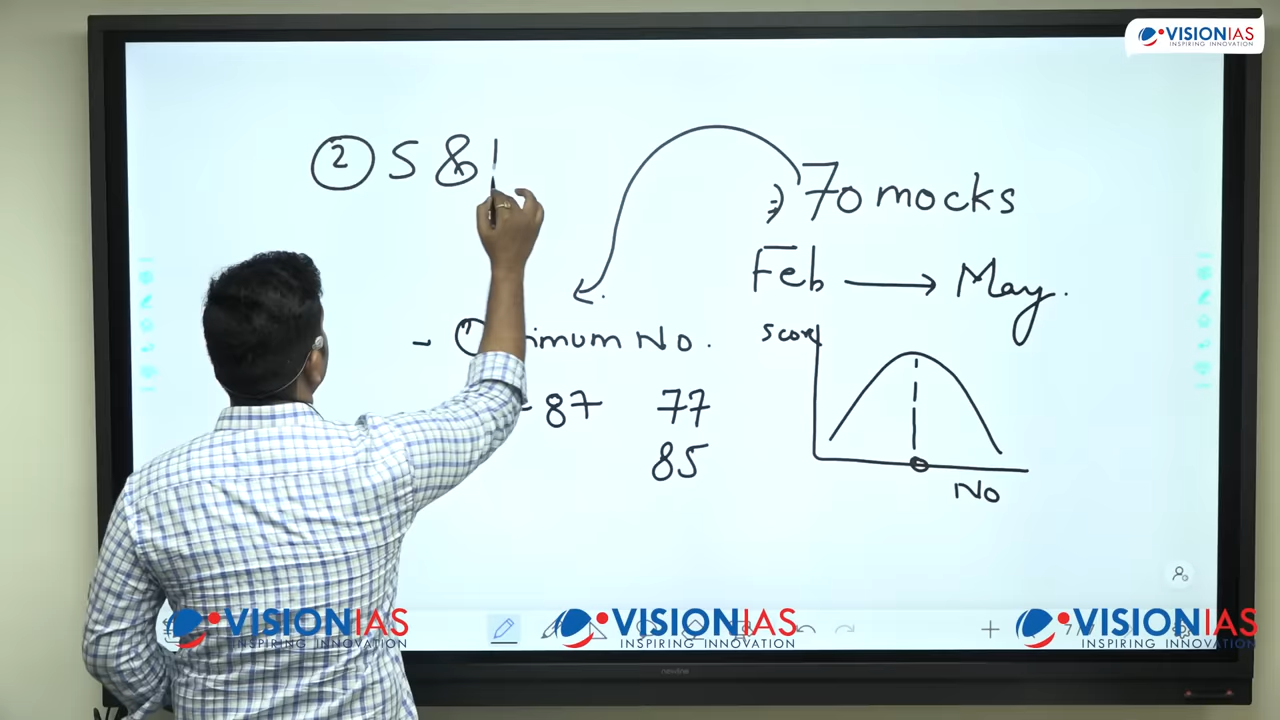 VISIONIAS
INSPIRING INNOVATION
② S &
70 mocks
Feb → May.
- ① imum No.
- 87 77
85
Score
No
newline
VISIONIAS
INSPIRING INNOVATION
VISIONIAS
INSPIRING INNOVATION
VISIONIAS
INSPIRING INNOVATION